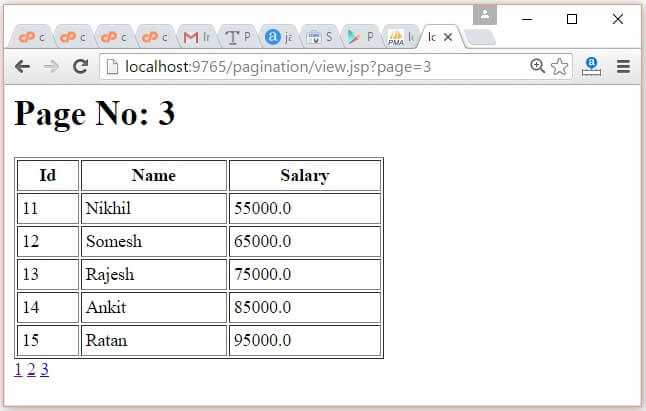 c c c c Ir P ja S P lc lc
localhost:9765/pagination/view.jsp?page=3
Page No: 3
Id Name Salary
11 Nikhil 55000.0
12 Somesh 65000.0
13 Rajesh 75000.0
14 Ankit 85000.0
15 Ratan 95000.0
1 2 3